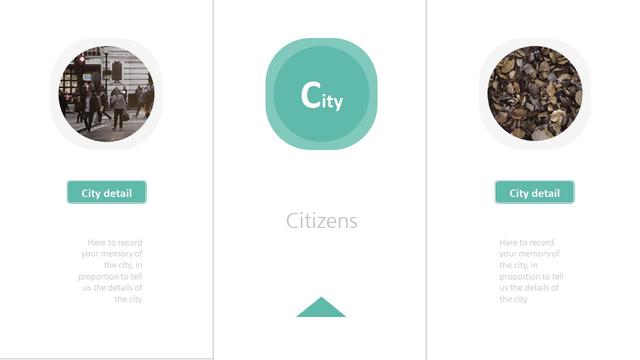 City detail
Here to record
your memory of
the city, in
proportion to tell
us the details of
the city
City
Citizens
City detail
Here to record
your memory of
the city, in
proportion to tell
us the details of
the city